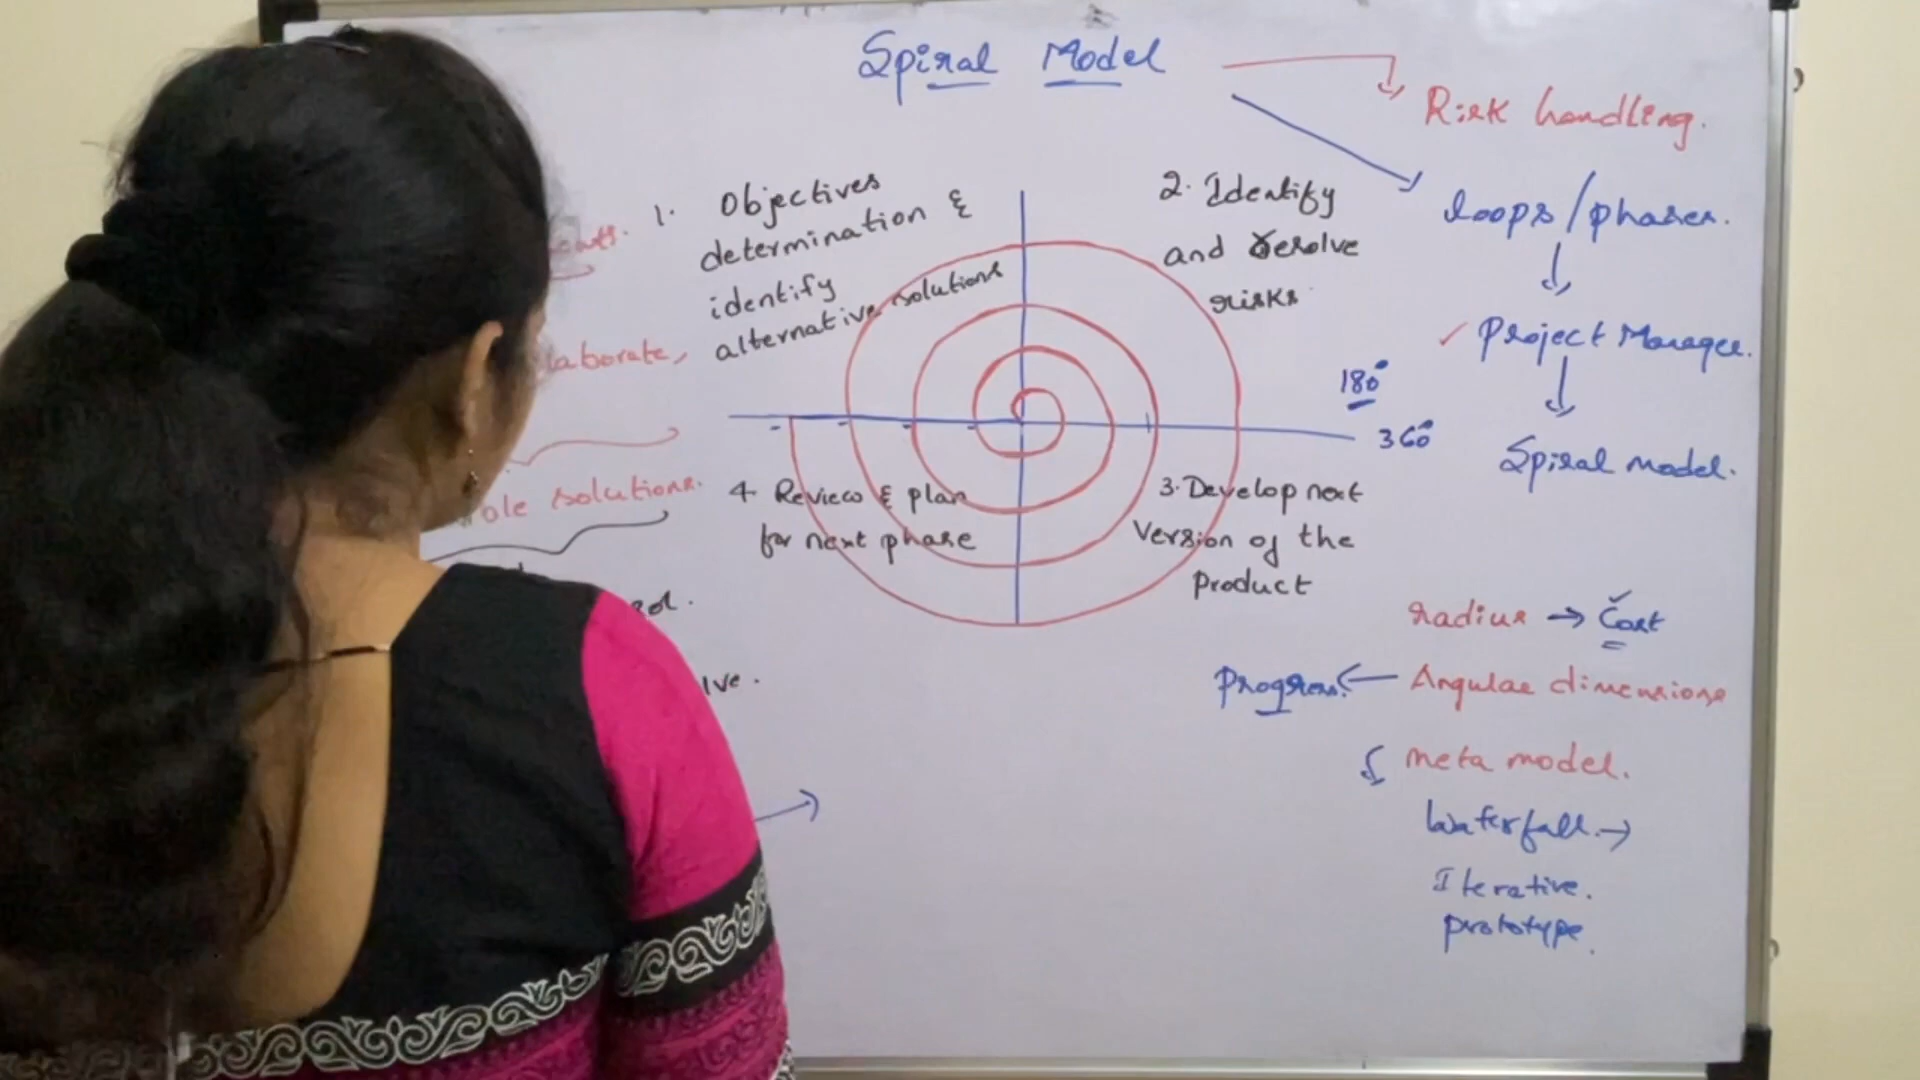 Spiral Model
Risk handling.
loops/phases.
Project Manager.
Spiral model.
1. Objectives
determination &
identify
alternative solutions
2. Identify
and resolve
risks
180°
360°
4. Review & plan
for next phase
3. Develop next
Version of the
Product
laborate,
solutions.
radius → Cost
Progress. ← Angular dimensions
meta model.
Waterfall. →
Iterative.
prototype.